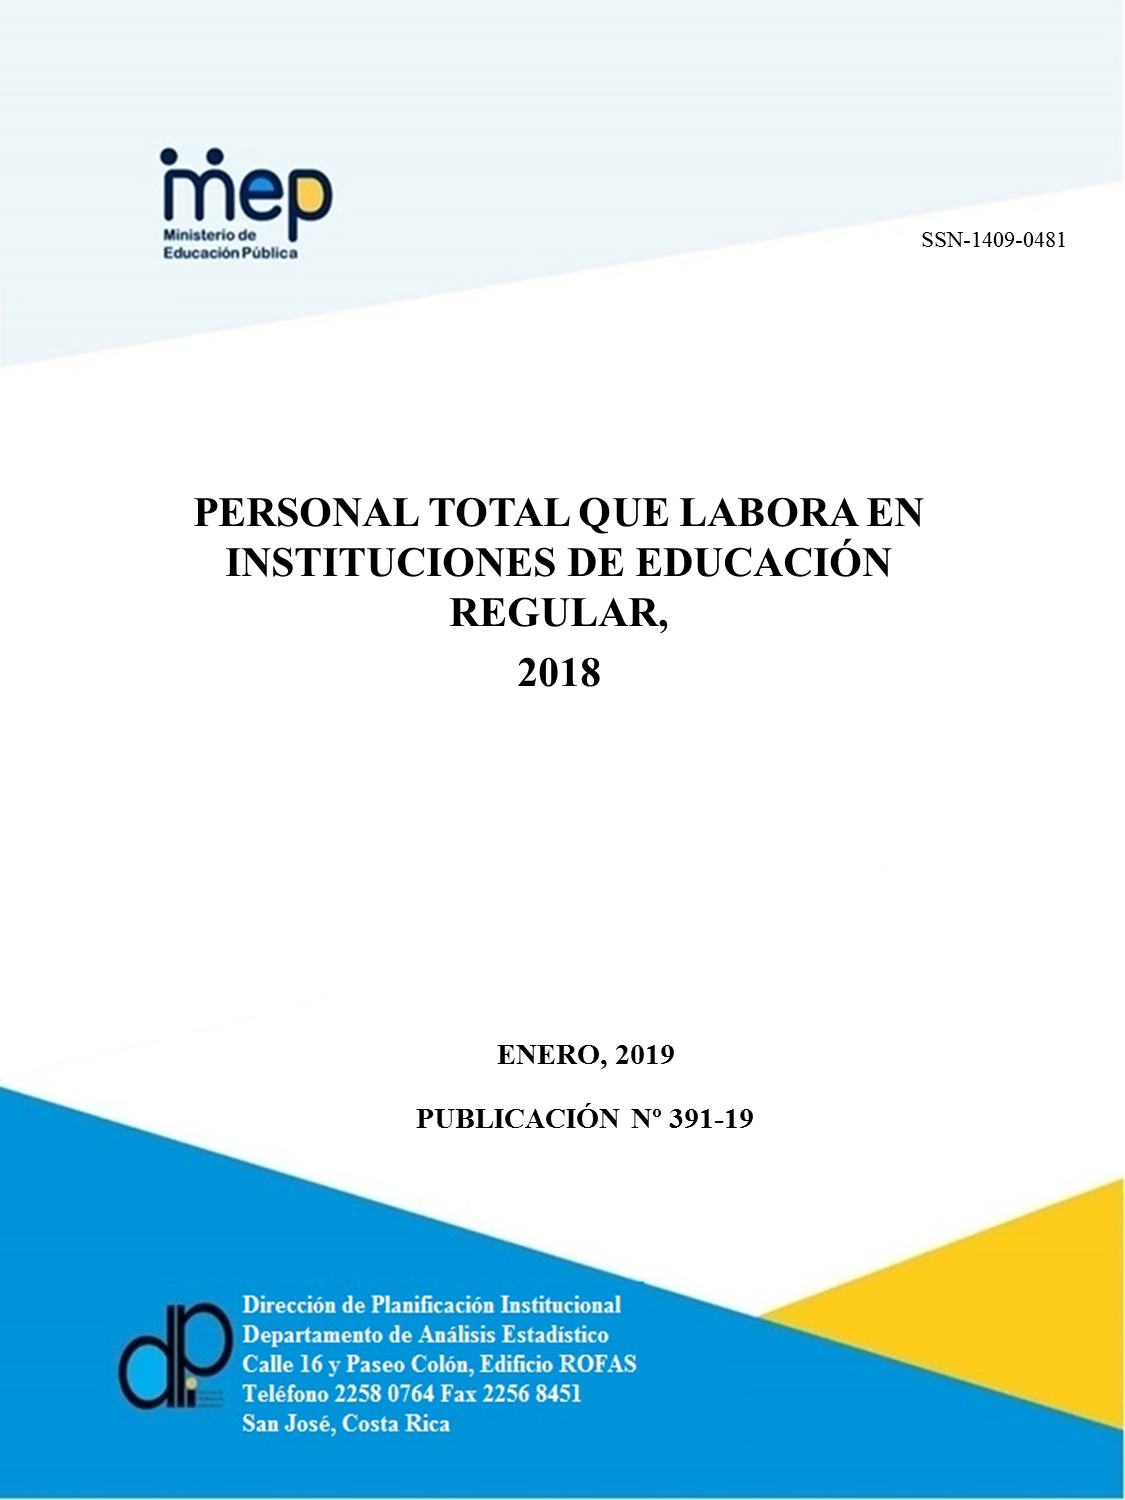 mep
Ministerio de
Educación Pública
SSN-1409-0481
PERSONAL TOTAL QUE LABORA EN
INSTITUCIONES DE EDUCACIÓN
REGULAR,
2018
ENERO, 2019
PUBLICACIÓN Nº 391-19
dpi
Dirección de Planificación Institucional
Departamento de Análisis Estadístico
Calle 16 y Paseo Colón, Edificio ROFAS
Teléfono 2258 0764 Fax 2256 8451
San José, Costa Rica